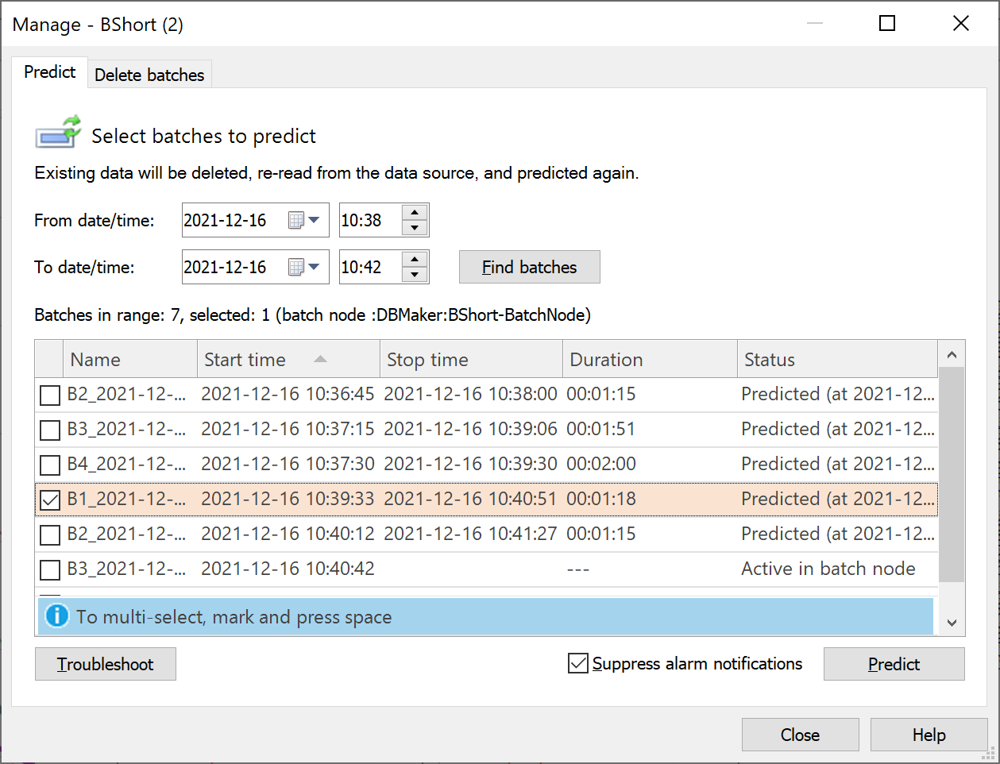 Manage - BShort (2)
Predict
Delete batches
Select batches to predict
Existing data will be deleted, re-read from the data source, and predicted again.
From date/time: 2021-12-16 10:38
To date/time: 2021-12-16 10:42 Find batches
Batches in range: 7, selected: 1 (batch node :DBMaker:BShort-BatchNode)
Name Start time Stop time Duration Status
B2_2021-12-... 2021-12-16 10:36:45 2021-12-16 10:38:00 00:01:15 Predicted (at 2021-12...
B3_2021-12-... 2021-12-16 10:37:15 2021-12-16 10:39:06 00:01:51 Predicted (at 2021-12...
B4_2021-12-... 2021-12-16 10:37:30 2021-12-16 10:39:30 00:02:00 Predicted (at 2021-12...
B1_2021-12-... 2021-12-16 10:39:33 2021-12-16 10:40:51 00:01:18 Predicted (at 2021-12...
B2_2021-12-... 2021-12-16 10:40:12 2021-12-16 10:41:27 00:01:15 Predicted (at 2021-12...
B3_2021-12-... 2021-12-16 10:40:42 --- Active in batch node
To multi-select, mark and press space
Troubleshoot Suppress alarm notifications Predict
Close Help